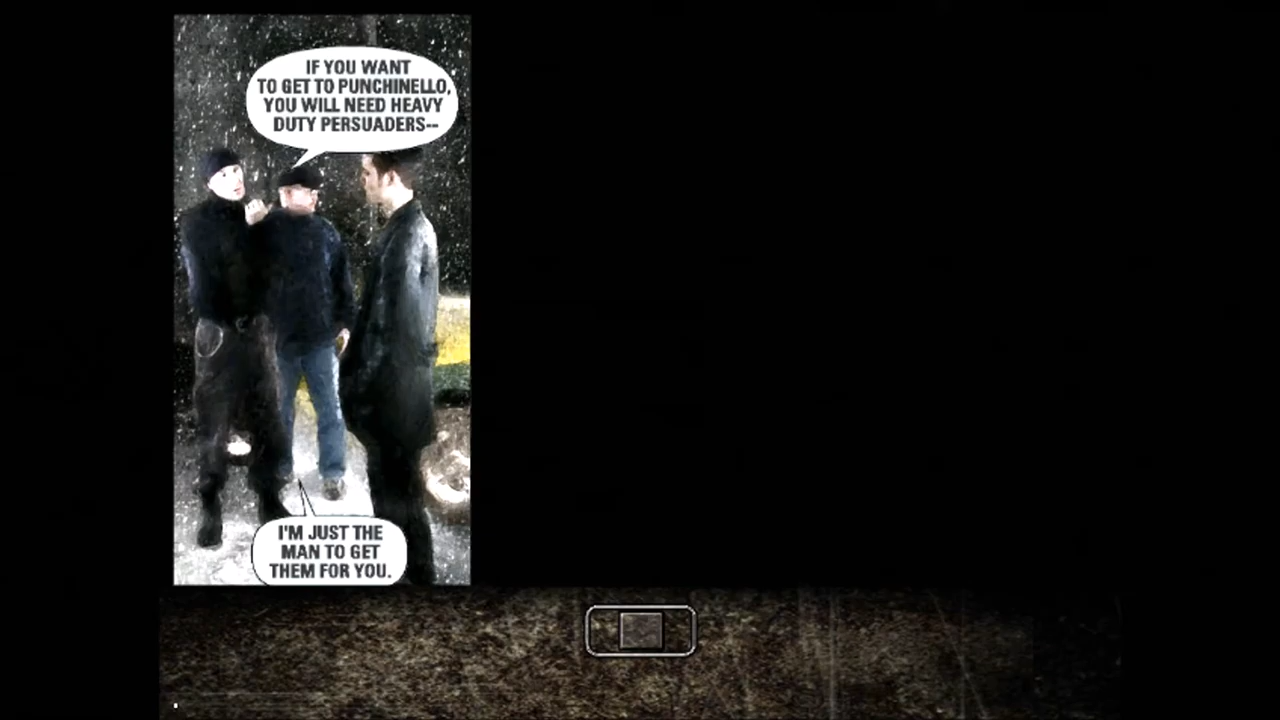 IF YOU WANT
TO GET TO PUNCHINELLO,
YOU WILL NEED HEAVY
DUTY PERSUADERS--
I'M JUST THE
MAN TO GET
THEM FOR YOU.